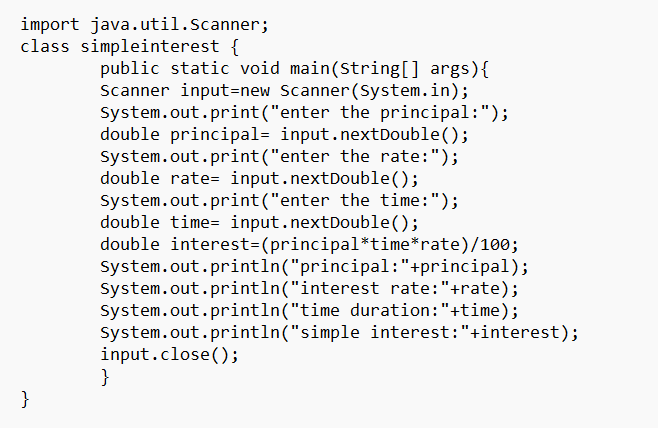 import java.util.Scanner;
class simpleinterest {
        public static void main(String[] args){
        Scanner input=new Scanner(System.in);
        System.out.print("enter the principal:");
        double principal= input.nextDouble();
        System.out.print("enter the rate:");
        double rate= input.nextDouble();
        System.out.print("enter the time:");
        double time= input.nextDouble();
        double interest=(principal*time*rate)/100;
        System.out.println("principal:"+principal);
        System.out.println("interest rate:"+rate);
        System.out.println("time duration:"+time);
        System.out.println("simple interest:"+interest);
        input.close();
        }
}